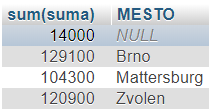 sum(suma) MESTO
14000 NULL
129100 Brno
104300 Mattersburg
120900 Zvolen